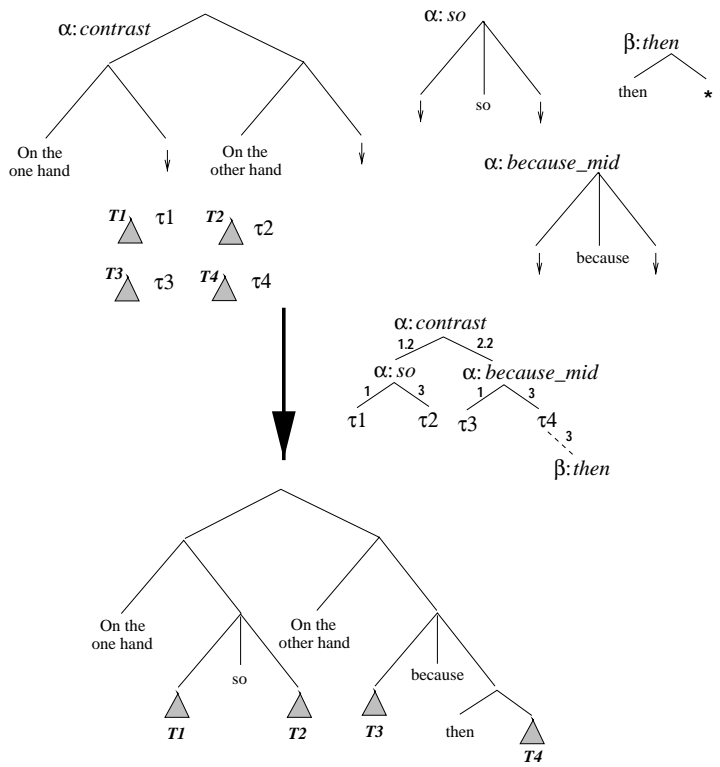 α:contrast
On the
one hand
On the
other hand
α:so
so
β:then
then
*
α:because_mid
because
T1 τ1 T2 τ2
T3 τ3 T4 τ4
α:contrast
1.2 2.2
α:so α:because_mid
1 3 1 3
τ1 τ2 τ3 τ4
3
β:then
On the
one hand
On the
other hand
so
because
T1 T2 T3 then T4